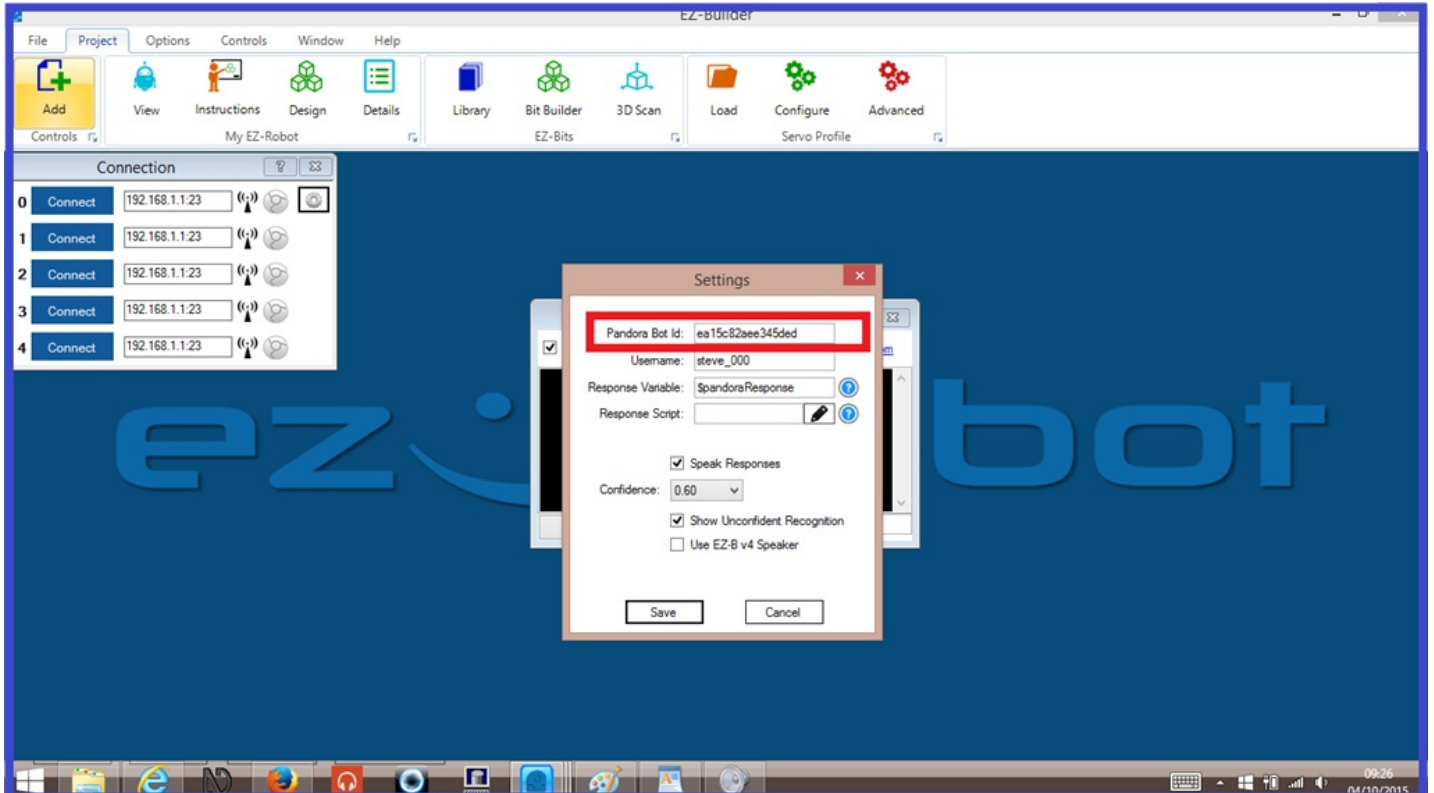 EZ-Builder
File Project Options Controls Window Help
Add View Instructions Design Details Library Bit Builder 3D Scan Load Configure Advanced
Controls My EZ-Robot EZ-Bits Servo Profile
Connection
0 Connect 192.168.1.1:23
1 Connect 192.168.1.1:23
2 Connect 192.168.1.1:23
3 Connect 192.168.1.1:23
4 Connect 192.168.1.1:23
Settings
Pandora Bot Id: ea15c82aee345ded
Username: steve_000
Response Variable: $pandoraResponse
Response Script:
Speak Responses
Confidence: 0.60
Show Unconfident Recognition
Use EZ-B v4 Speaker
Save Cancel
ez bot
09:26
04/10/2015